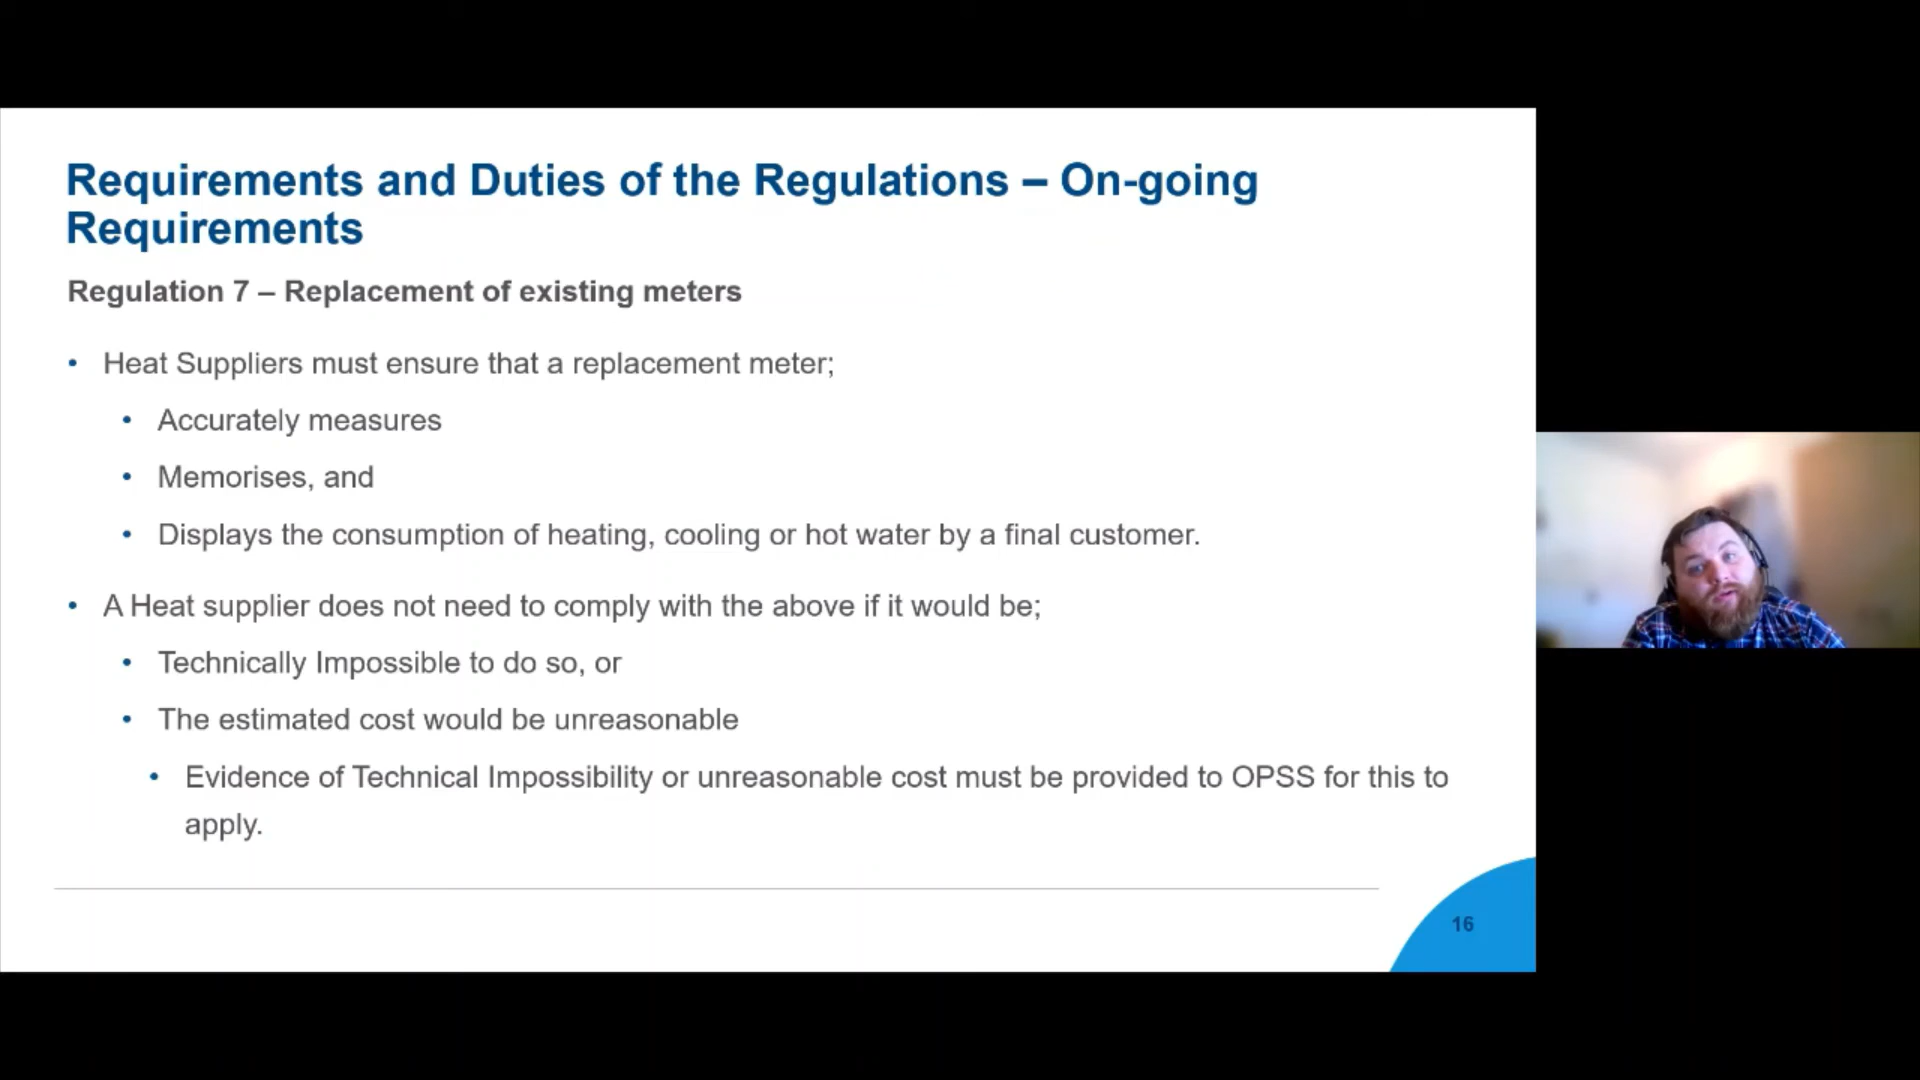 Requirements and Duties of the Regulations – On-going
Requirements
Regulation 7 – Replacement of existing meters
• Heat Suppliers must ensure that a replacement meter;
• Accurately measures
• Memorises, and
• Displays the consumption of heating, cooling or hot water by a final customer.
• A Heat supplier does not need to comply with the above if it would be;
• Technically Impossible to do so, or
• The estimated cost would be unreasonable
• Evidence of Technical Impossibility or unreasonable cost must be provided to OPSS for this to
apply.
16